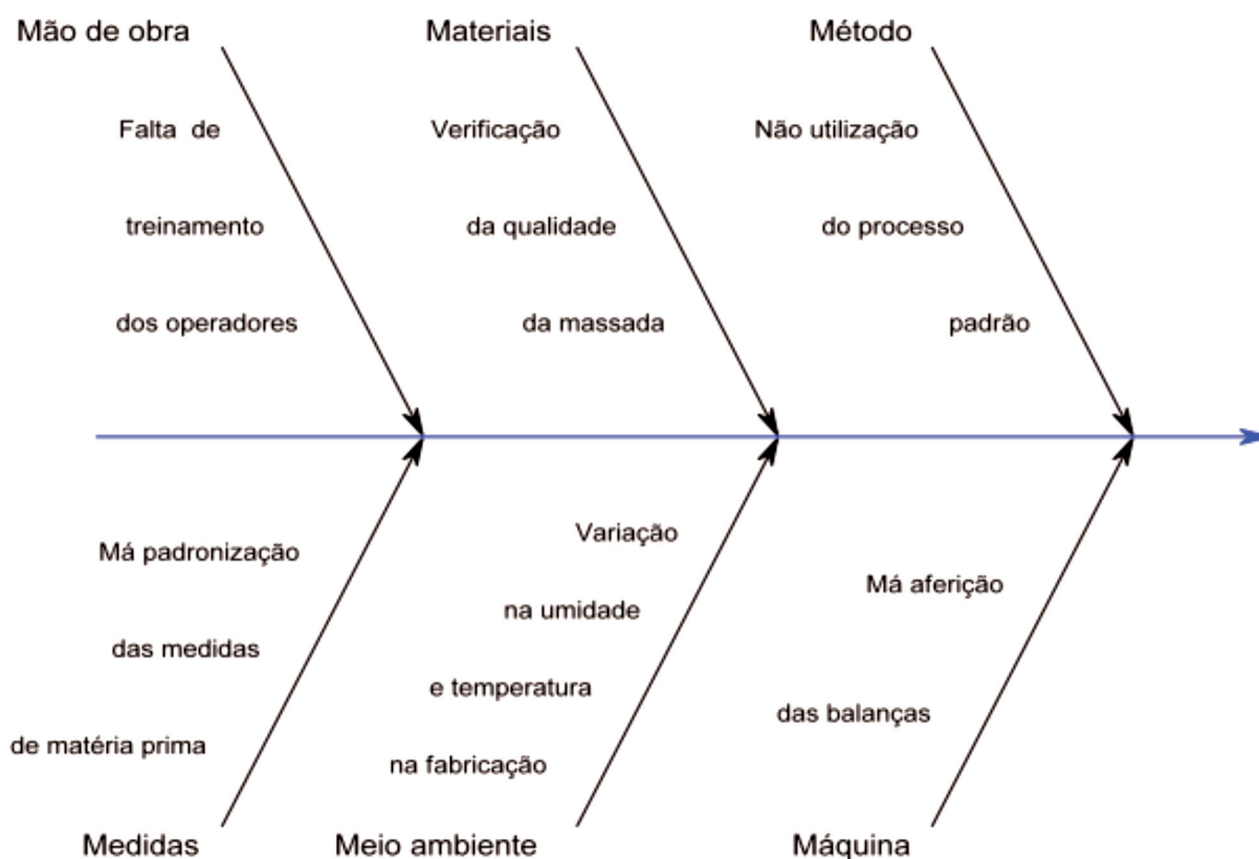 Mão de obra
Falta de
treinamento
dos operadores
Materiais
Verificação
da qualidade
da massada
Método
Não utilização
do processo
padrão
Má padronização
das medidas
de matéria prima
Medidas
Variação
na umidade
e temperatura
na fabricação
Meio ambiente
Má aferição
das balanças
Máquina